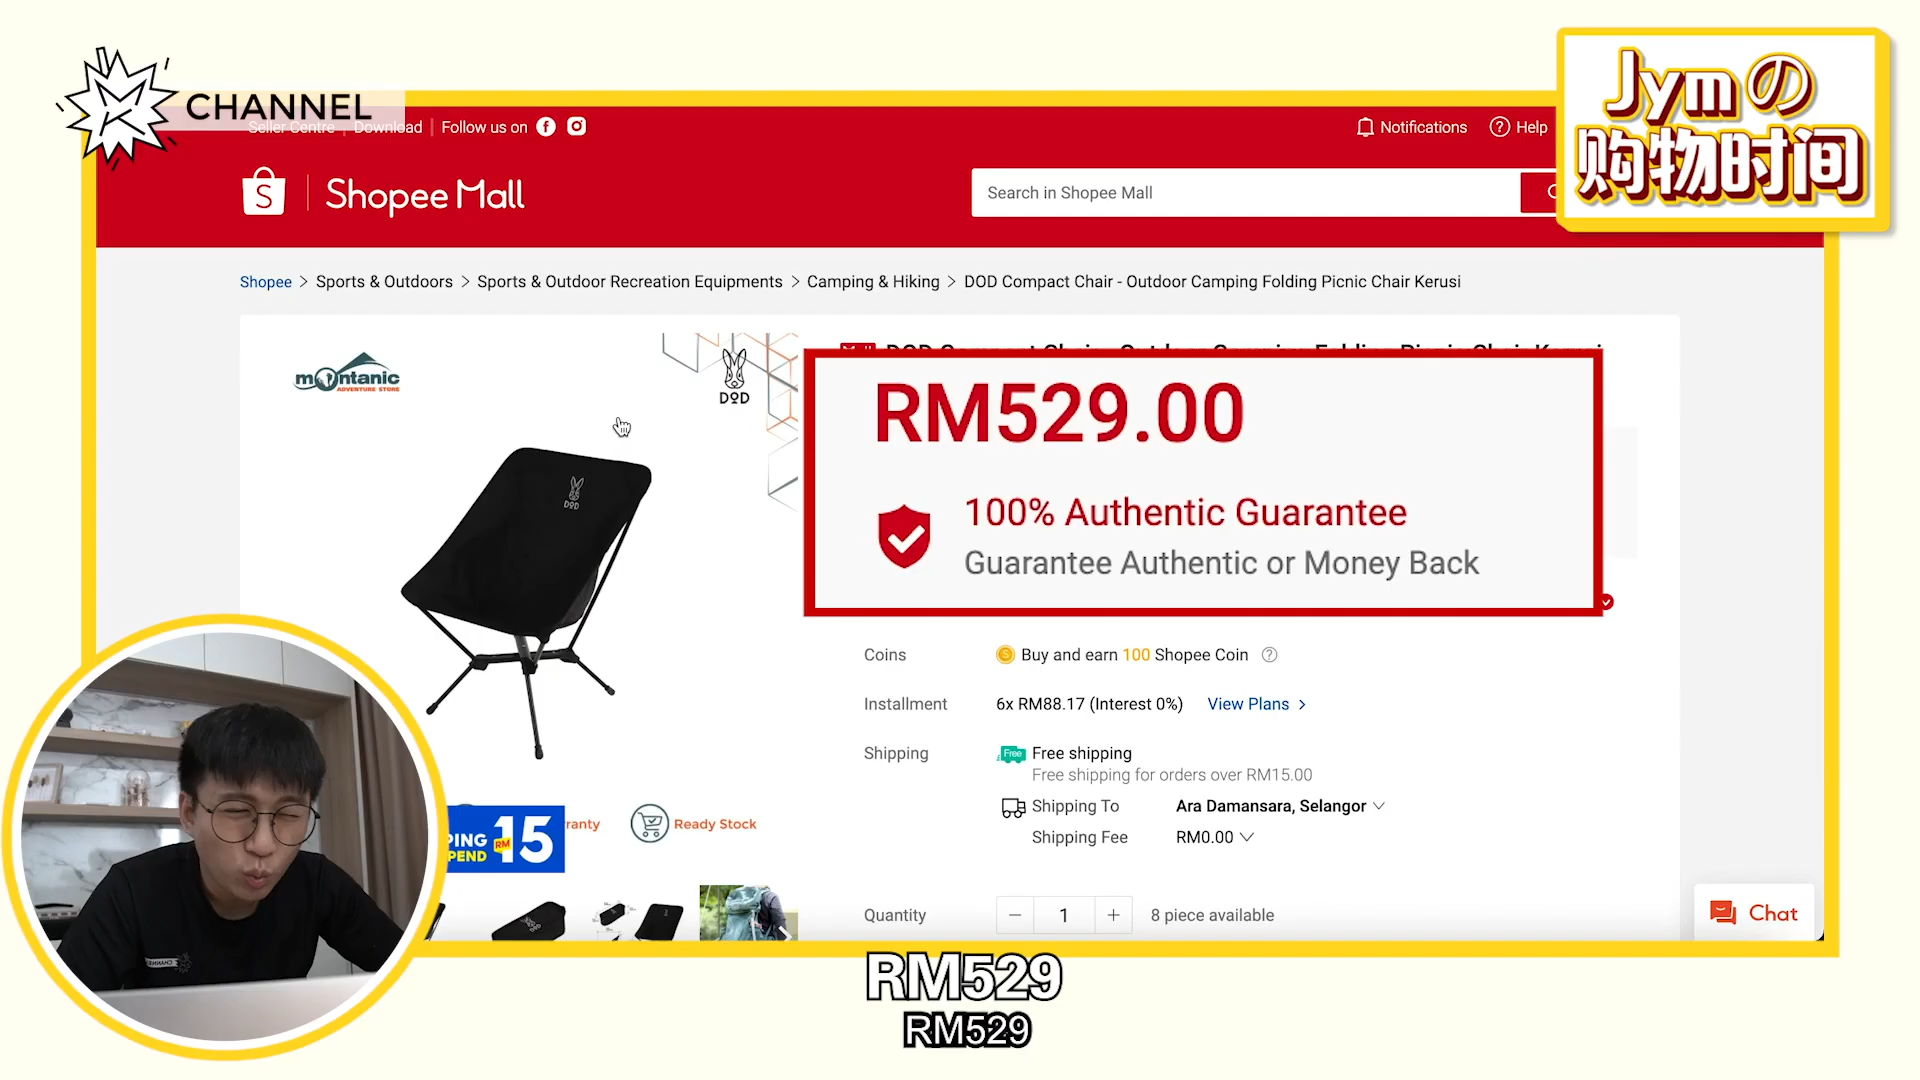 CHANNEL
Jymの
购物时间
Seller Centre | Download | Follow us on
Notifications
Help
S | Shopee Mall
Search in Shopee Mall
Shopee > Sports & Outdoors > Sports & Outdoor Recreation Equipments > Camping & Hiking > DOD Compact Chair - Outdoor Camping Folding Picnic Chair Kerusi
montanic
ADVENTURE STORE
DOD
DOD
RM529.00
100% Authentic Guarantee
Guarantee Authentic or Money Back
Coins
Buy and earn 100 Shopee Coin
Installment
6x RM88.17 (Interest 0%)
View Plans >
Shipping
Free
Free shipping
Free shipping for orders over RM15.00
Shipping To
Ara Damansara, Selangor
Shipping Fee
RM0.00
RM 15
Ready Stock
Quantity
− 1 +
8 piece available
Chat
CHANNEL
RM529
RM529